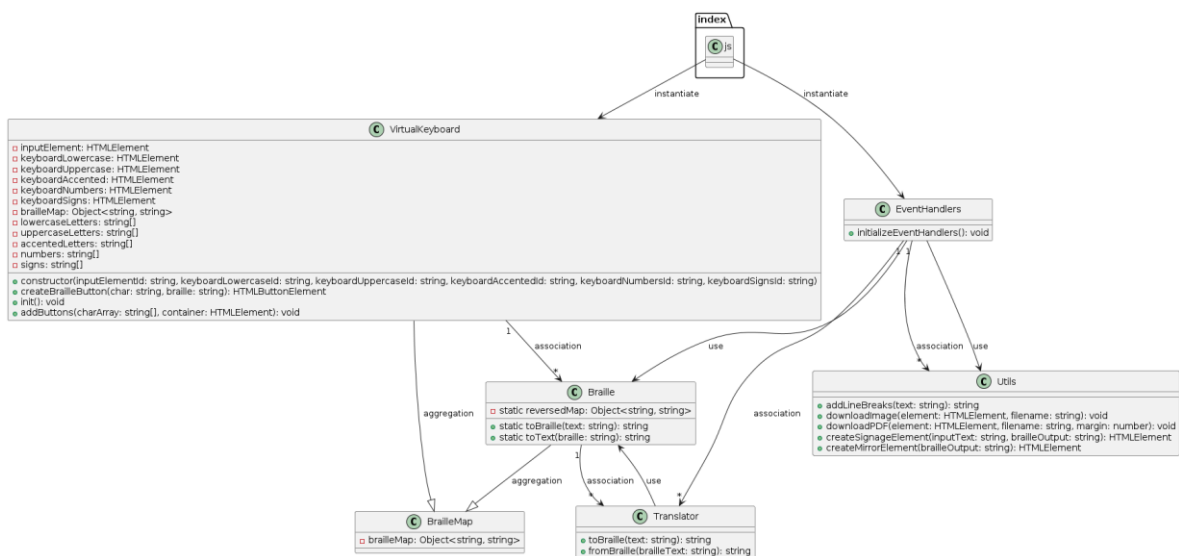 index
C js
instantiate
instantiate
C VirtualKeyboard
inputElement: HTMLElement
keyboardLowercase: HTMLElement
keyboardUppercase: HTMLElement
keyboardAccented: HTMLElement
keyboardNumbers: HTMLElement
keyboardSigns: HTMLElement
brailleMap: Object<string, string>
lowercaseLetters: string[]
uppercaseLetters: string[]
accentedLetters: string[]
numbers: string[]
signs: string[]
constructor(inputElementId: string, keyboardLowercaseId: string, keyboardUppercaseId: string, keyboardAccentedId: string, keyboardNumbersId: string, keyboardSignsId: string)
createBrailleButton(char: string, braille: string): HTMLButtonElement
init(): void
addButtons(charArray: string[], container: HTMLElement): void
C EventHandlers
initializeEventHandlers(): void
1 1
1
association
use
association
use
*
*
C Braille
static reversedMap: Object<string, string>
static toBraille(text: string): string
static toText(braille: string): string
C Utils
addLineBreaks(text: string): string
downloadImage(element: HTMLElement, filename: string): void
downloadPDF(element: HTMLElement, filename: string, margin: number): void
createSignageElement(inputText: string, brailleOutput: string): HTMLElement
createMirrorElement(brailleOutput: string): HTMLElement
aggregation
association
1
aggregation
association
use
*
*
C BrailleMap
brailleMap: Object<string, string>
C Translator
toBraille(text: string): string
fromBraille(brailleText: string): string